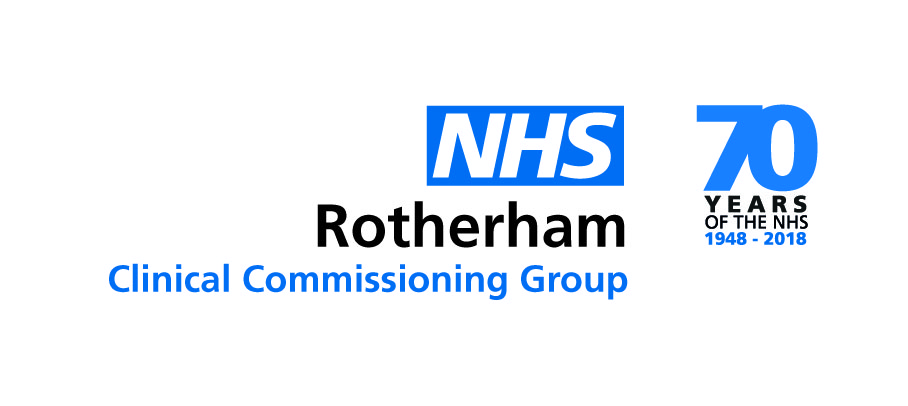 NHS
Rotherham
Clinical Commissioning Group
70
YEARS
OF THE NHS
1948 - 2018